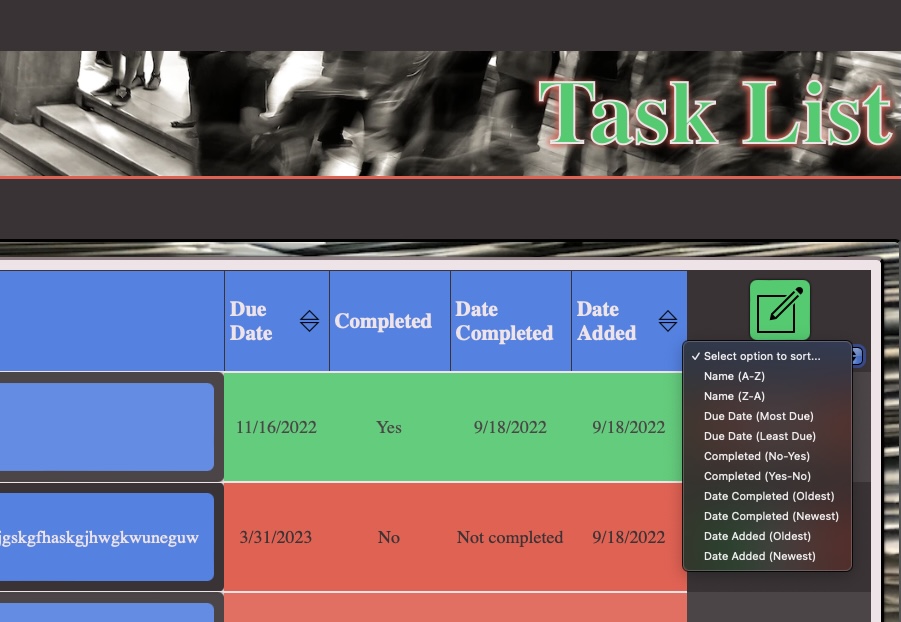 Task List
Due
Date
Completed
Date
Completed
Date
Added
✓ Select option to sort...
Name (A-Z)
Name (Z-A)
Due Date (Most Due)
Due Date (Least Due)
Completed (No-Yes)
Completed (Yes-No)
Date Completed (Oldest)
Date Completed (Newest)
Date Added (Oldest)
Date Added (Newest)
11/16/2022 Yes 9/18/2022 9/18/2022
jgskgfhaskgjhwgkwuneguw 3/31/2023 No Not completed 9/18/2022